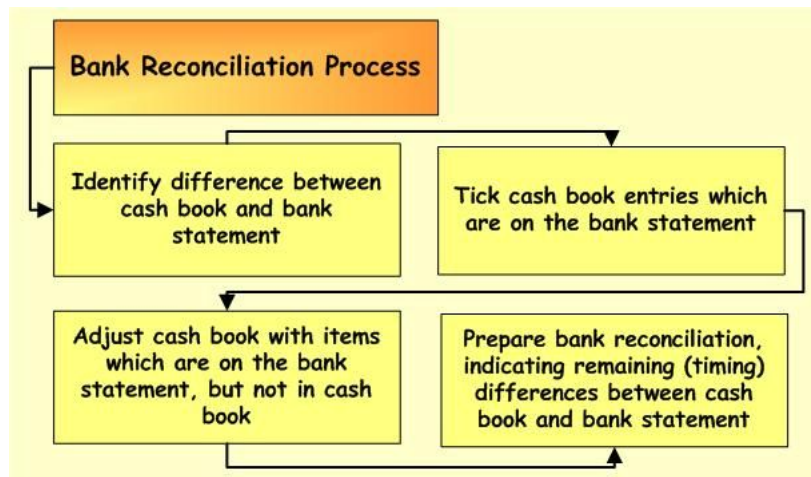 Bank Reconciliation Process
Identify difference between
cash book and bank
statement
Tick cash book entries which
are on the bank statement
Adjust cash book with items
which are on the bank
statement, but not in cash
book
Prepare bank reconciliation,
indicating remaining (timing)
differences between cash
book and bank statement